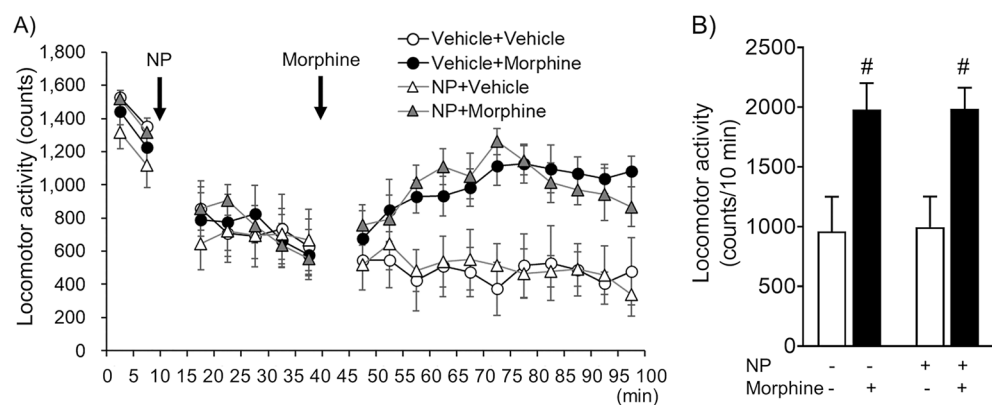 A)
Locomotor activity (counts)
1,800
1,600
1,400
1,200
1,000
800
600
400
200
0
NP
Morphine
Vehicle+Vehicle
Vehicle+Morphine
NP+Vehicle
NP+Morphine
0 5 10 15 20 25 30 35 40 45 50 55 60 65 70 75 80 85 90 95 100
(min)
B)
Locomotor activity
(counts/10 min)
2500
2000
1500
1000
500
0
# #
NP - - + +
Morphine - + - +